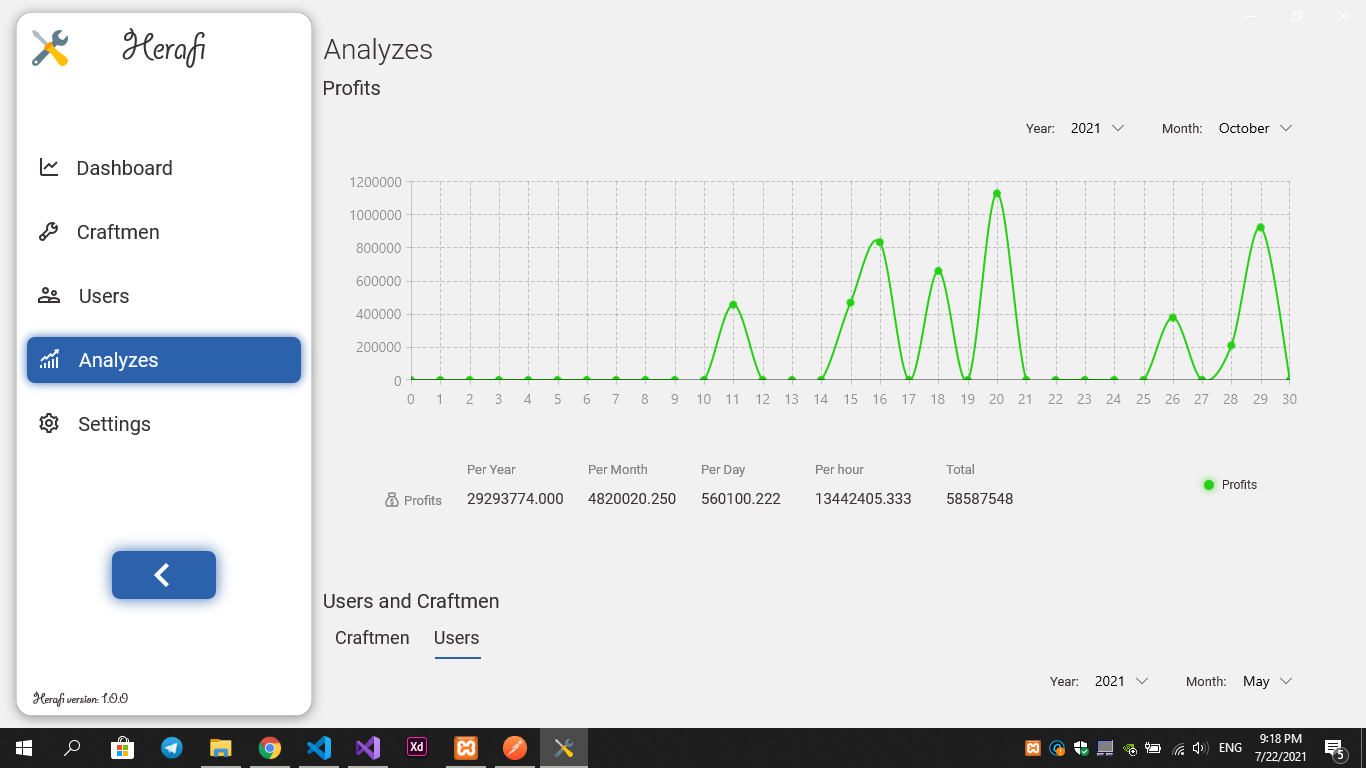 Herafi
Analyzes
Profits
Year: 2021 Month: October
Dashboard
Craftmen
Users
Analyzes
Settings
Herafi version: 1.0.0
1200000
1000000
800000
600000
400000
200000
0
0 1 2 3 4 5 6 7 8 9 10 11 12 13 14 15 16 17 18 19 20 21 22 23 24 25 26 27 28 29 30
Per Year Per Month Per Day Per hour Total
Profits 29293774.000 4820020.250 560100.222 13442405.333 58587548
Profits
Users and Craftmen
Craftmen Users
Year: 2021 Month: May
Xd
ENG
9:18 PM
7/22/2021
5